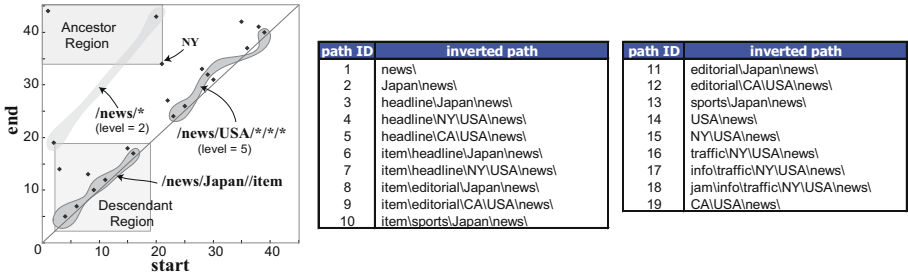 40
30
20
10
0
10
20
30
40
end
start
Ancestor
Region
NY
/news/*
(level = 2)
/news/USA/*/*/*
(level = 5)
/news/Japan//item
Descendant
Region
path ID inverted path
1 news\
2 Japan\news\
3 headline\Japan\news\
4 headline\NY\USA\news\
5 headline\CA\USA\news\
6 item\headline\Japan\news\
7 item\headline\NY\USA\news\
8 item\editorial\Japan\news\
9 item\editorial\CA\USA\news\
10 item\sports\Japan\news\
path ID inverted path
11 editorial\Japan\news\
12 editorial\CA\USA\news\
13 sports\Japan\news\
14 USA\news\
15 NY\USA\news\
16 traffic\NY\USA\news\
17 info\traffic\NY\USA\news\
18 jam\info\traffic\NY\USA\news\
19 CA\USA\news\